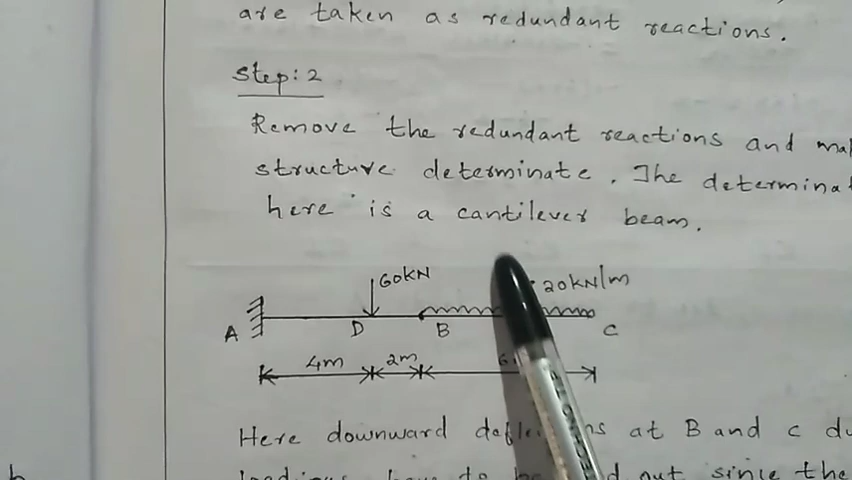 are taken as redundant reactions.
Step: 2
Remove the redundant reactions and
structure determinate. The
here is a cantilever beam.
60kN
20kN/m
A D B C
4m 2m
Here downward at B and C